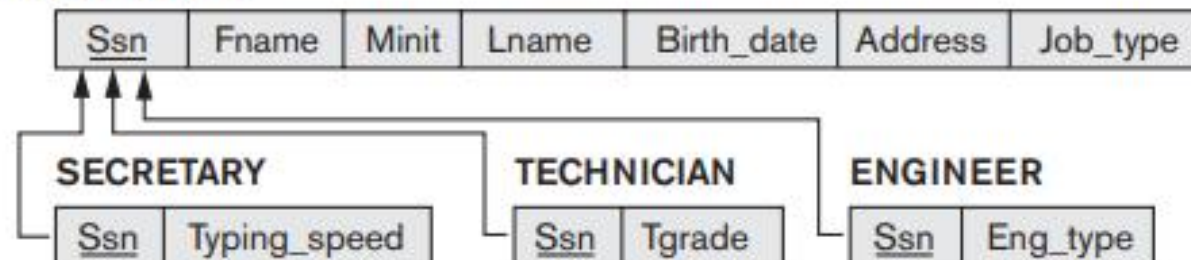 Ssn Fname Minit Lname Birth_date Address Job_type
SECRETARY TECHNICIAN ENGINEER
Ssn Typing_speed Ssn Tgrade Ssn Eng_type